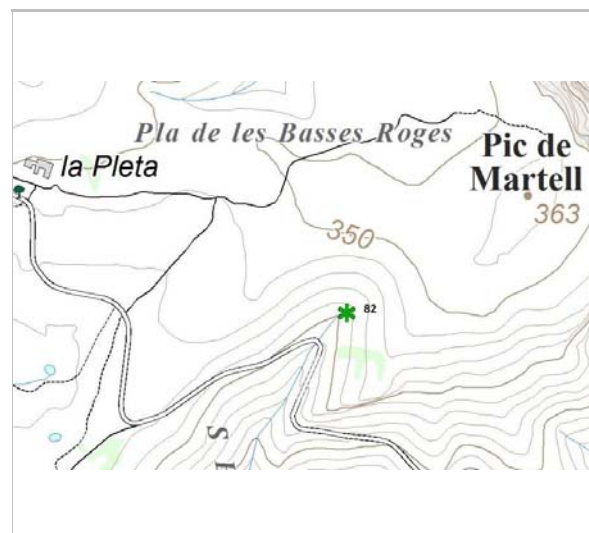 Pla de les Basses Roges
la Pleta
Pic de
Martell
363
350
82
s